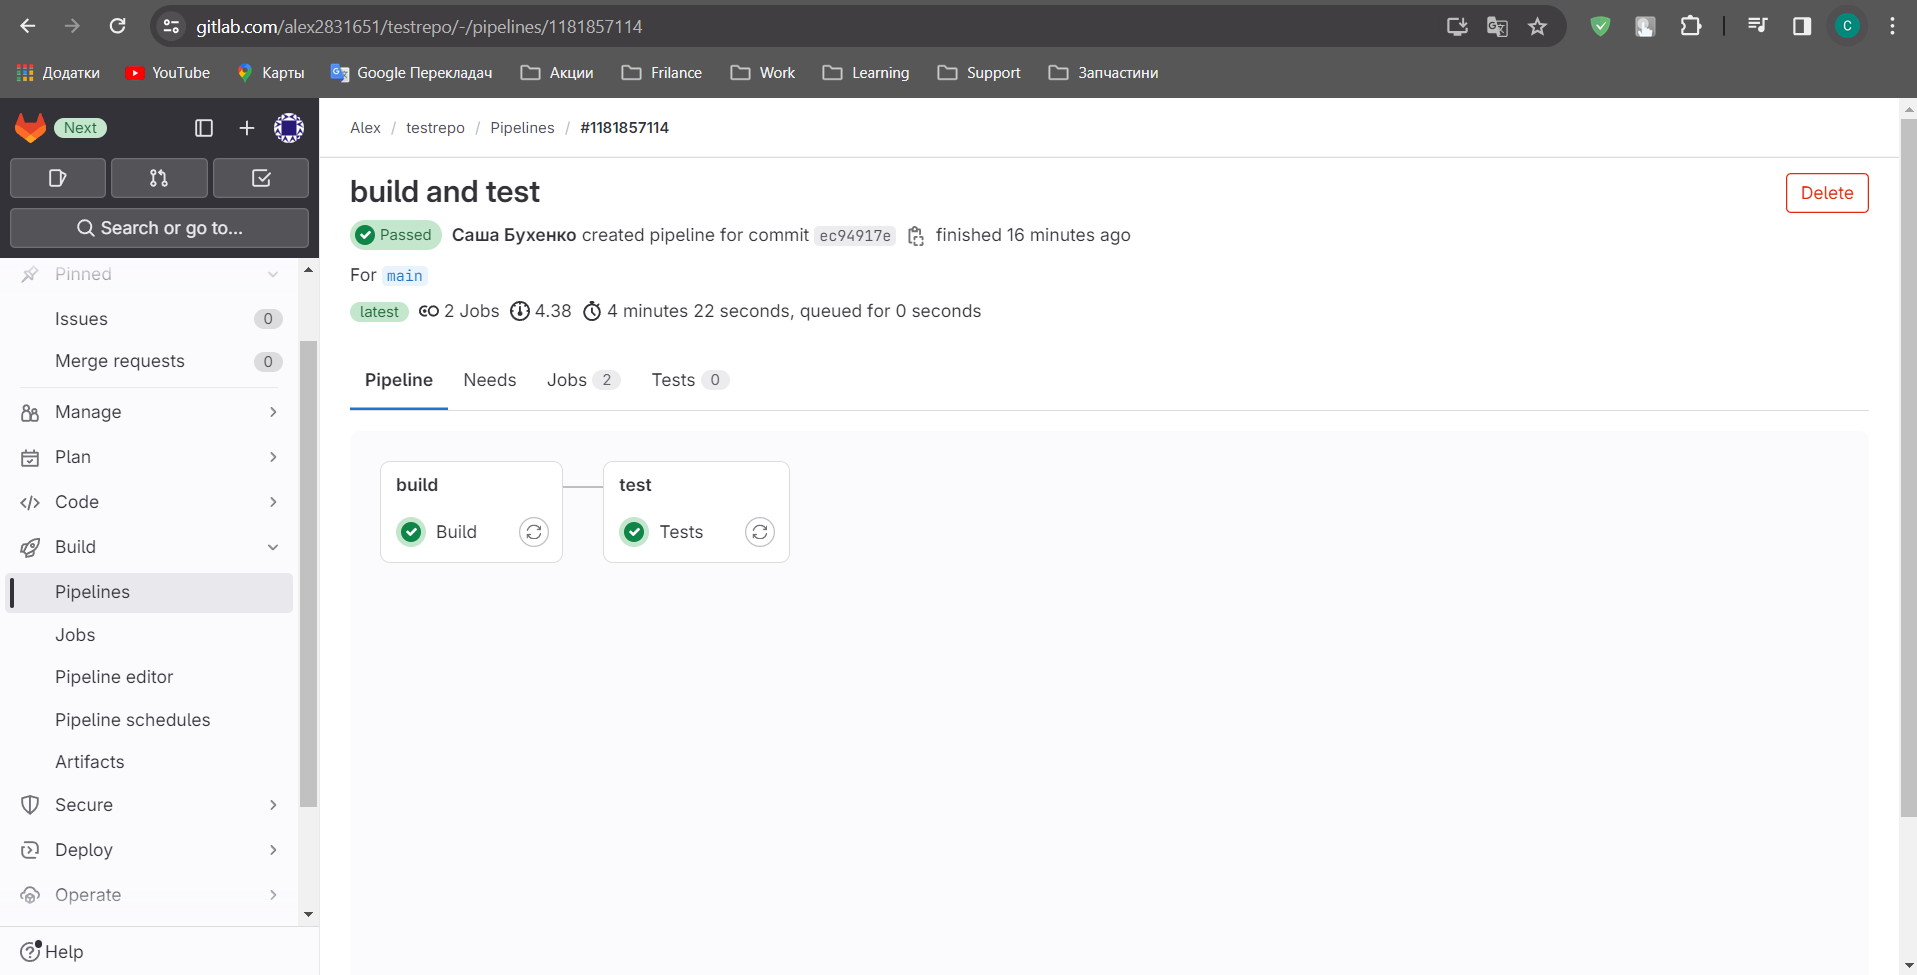 gitlab.com/alex2831651/testrepo/-/pipelines/1181857114
C
Додатки YouTube Карты Google Перекладач Акции Frilance Work Learning Support Запчастини
Next
Search or go to...
Pinned
Issues 0
Merge requests 0
Manage
Plan
Code
Build
Pipelines
Jobs
Pipeline editor
Pipeline schedules
Artifacts
Secure
Deploy
Operate
Help
Alex / testrepo / Pipelines / #1181857114
build and test
Delete
Passed Саша Бухенко created pipeline for commit ec94917e finished 16 minutes ago
For main
latest 2 Jobs 4.38 4 minutes 22 seconds, queued for 0 seconds
Pipeline Needs Jobs 2 Tests 0
build
Build
test
Tests